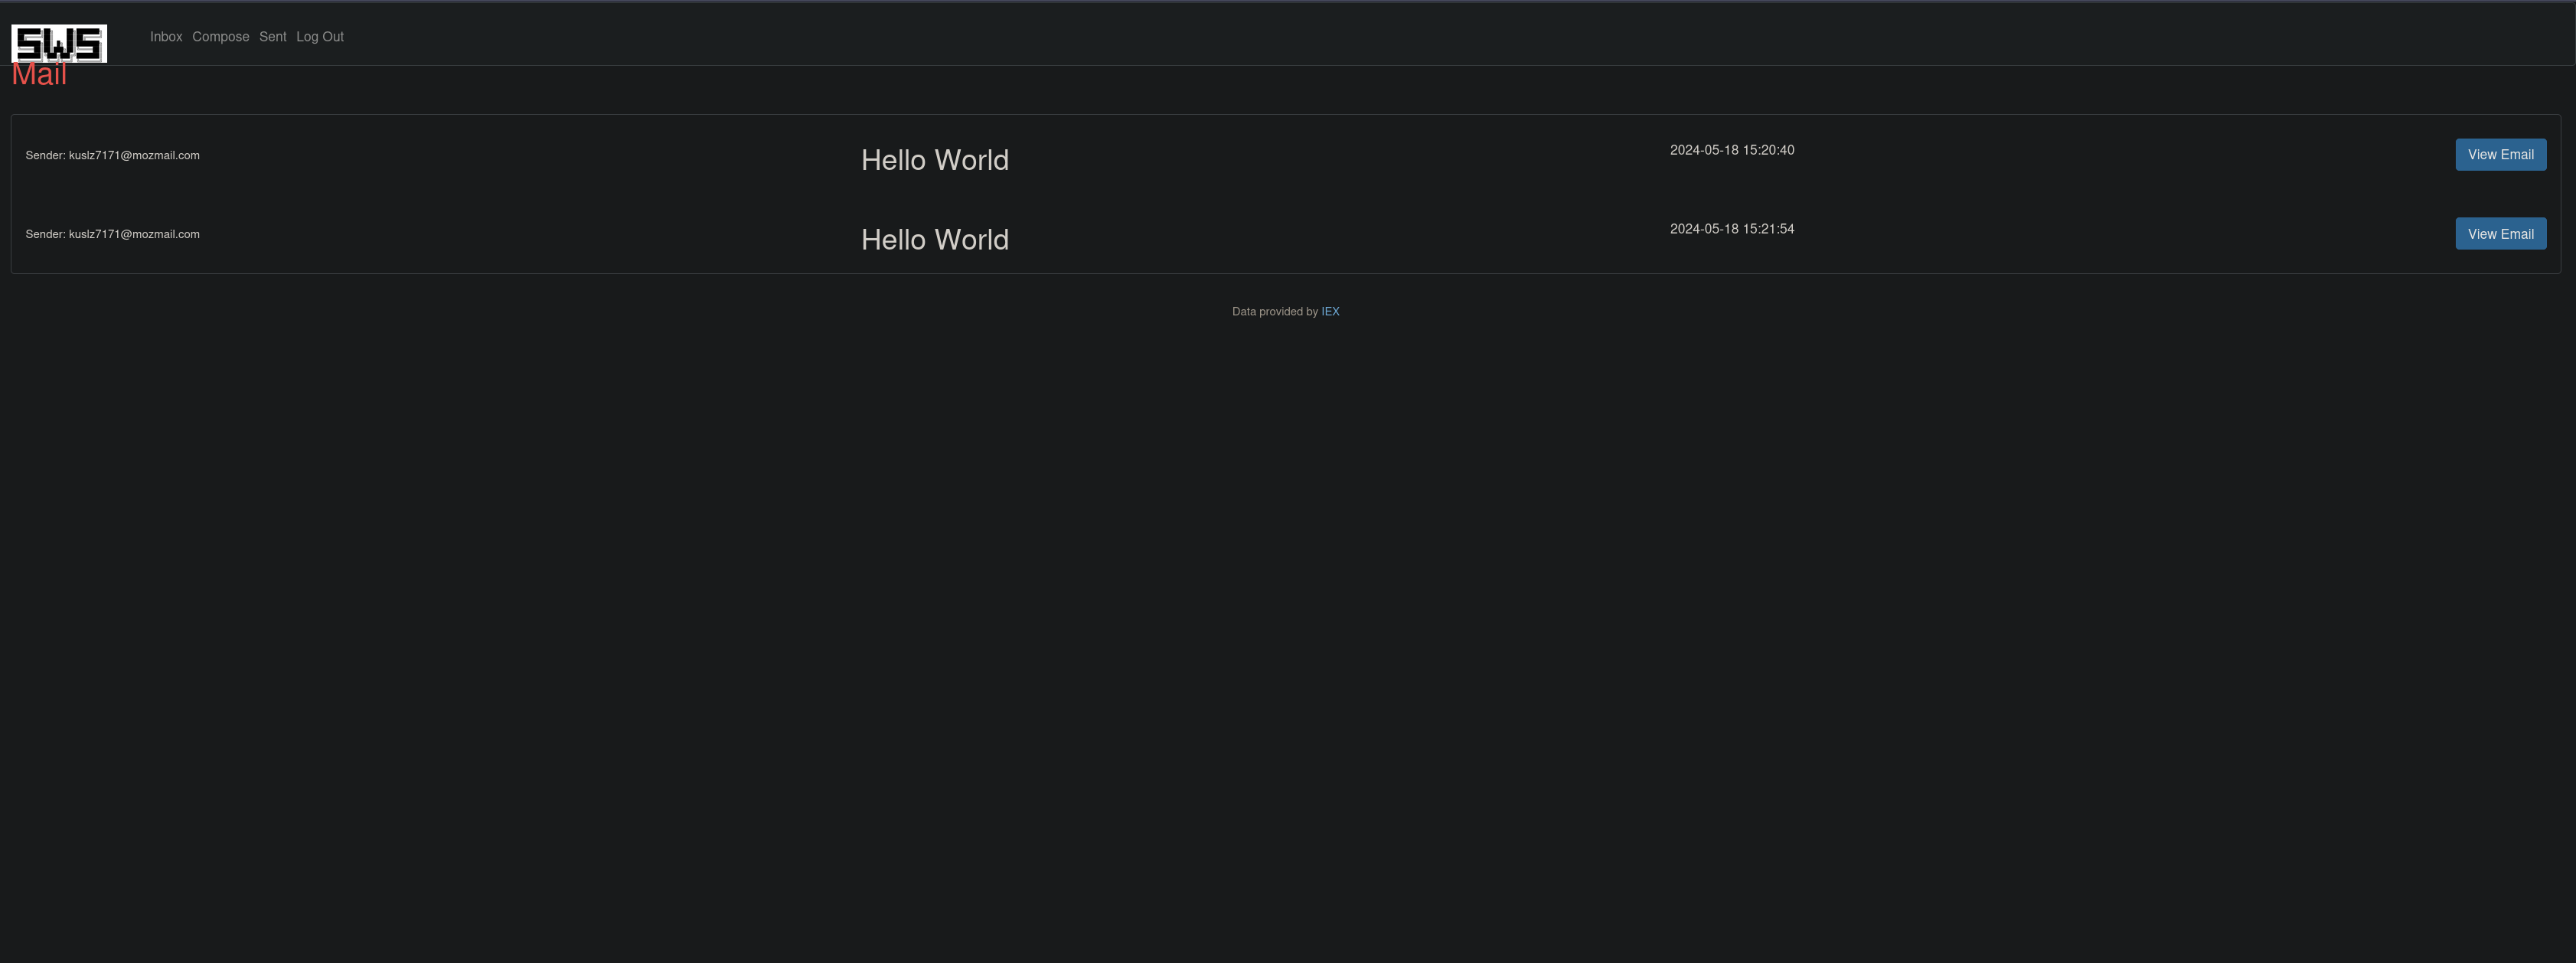 SWS
Inbox Compose Sent Log Out
Mail
Sender: kuslz7171@mozmail.com Hello World 2024-05-18 15:20:40 View Email
Sender: kuslz7171@mozmail.com Hello World 2024-05-18 15:21:54 View Email
Data provided by IEX